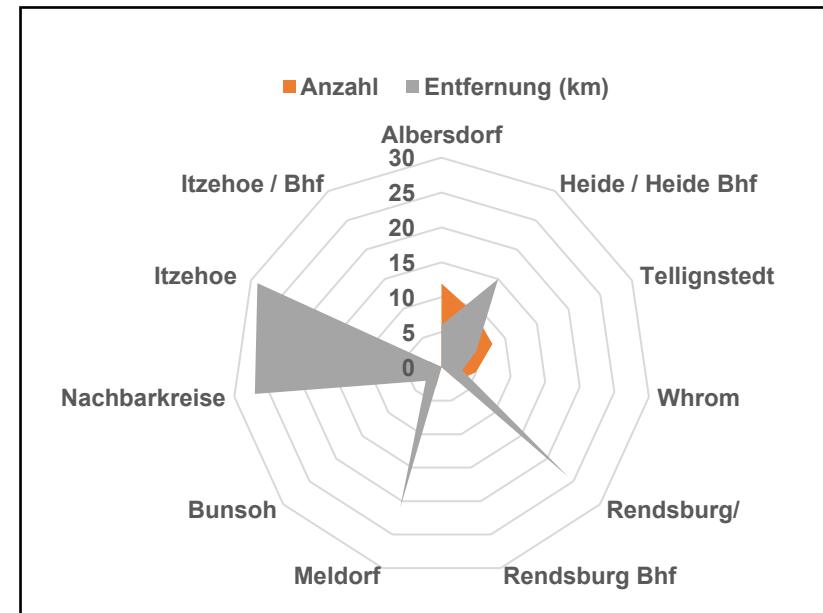 Anzahl Entfernung (km)
Albersdorf
30
Itzehoe / Bhf
Heide / Heide Bhf
25
20
Itzehoe
15
Tellignstedt
10
5
0
Nachbarkreise
Whrom
Bunsoh
Rendsburg/
Meldorf
Rendsburg Bhf